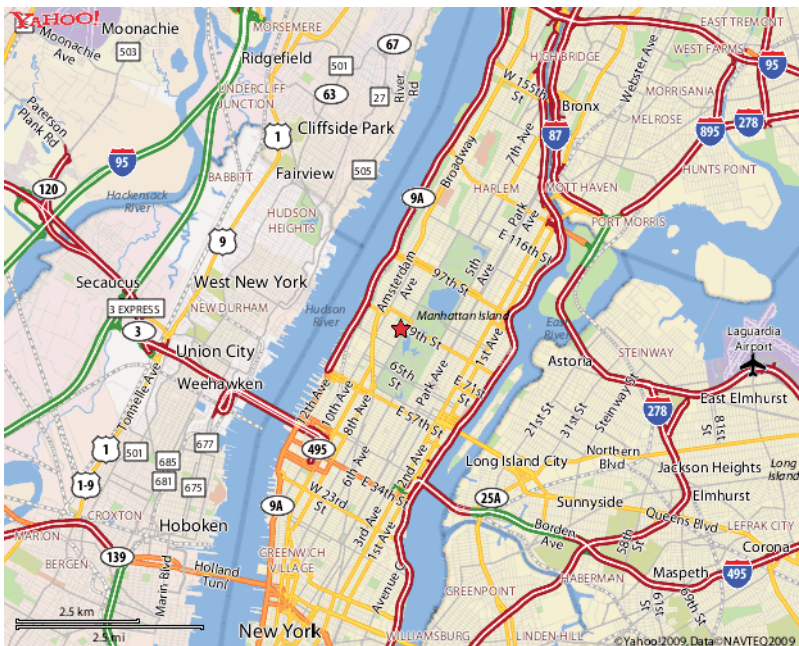 YAHOO!
Moonachie
Moonachie
Ave
503
MORSEMERE
67
Ridgefield
501
63
27
River
Rd
UNDERCLIFF
JUNCTION
Cliffside Park
1
Paterson
Plank Rd
95
BABBITT
Fairview
505
120
Hackensack
River
HUDSON
HEIGHTS
9
Secaucus
West New York
3 EXPRESS
NEW DURHAM
3
Hudson
River
Union City
Weehawken
Tonnelle Ave
1
501
685
677
681
675
1-9
CROXTON
Hoboken
MARION
139
BERGEN
Holland
Tunl
Marin Blvd
2.5 km
2.5 mi
EAST TREMONT
HIGH BRIDGE
Webster Ave
WEST FARMS
95
W 155th
St
Bronx
MORRISANIA
MELROSE
87
895
278
7th Ave
Broadway
HUNTS POINT
9A
HARLEM
MOTT HAVEN
Park
Ave
PORT MORRIS
E 116th St
5th
Ave
97th St
Amsterdam
Ave
Manhattan Island
79th St
East
River
1st Ave
Laguardia
Airport
65th
St
Park Ave
E 71st
St
Astoria
STEINWAY
12th Ave
10th Ave
8th Ave
E 57th St
East Elmhurst
278
81st
St
21st St
31st St
Steinway St
495
6th Ave
2nd Ave
Long Island City
Northern
Blvd
Jackson Heights
Long
Island
E 34th St
W 23rd
St
9A
25A
Sunnyside
Elmhurst
3rd Ave
1st Ave
Queens Blvd
LEFRAK CITY
Borden
Ave
58th
St
Corona
GREENWICH
VILLAGE
HABERMAN
Maspeth
495
Avenue C
GREENPOINT
61st
St
69th St
New York
WILLIAMSBURG
LINDEN HILL
©Yahoo!2009, Data©NAVTEQ2009